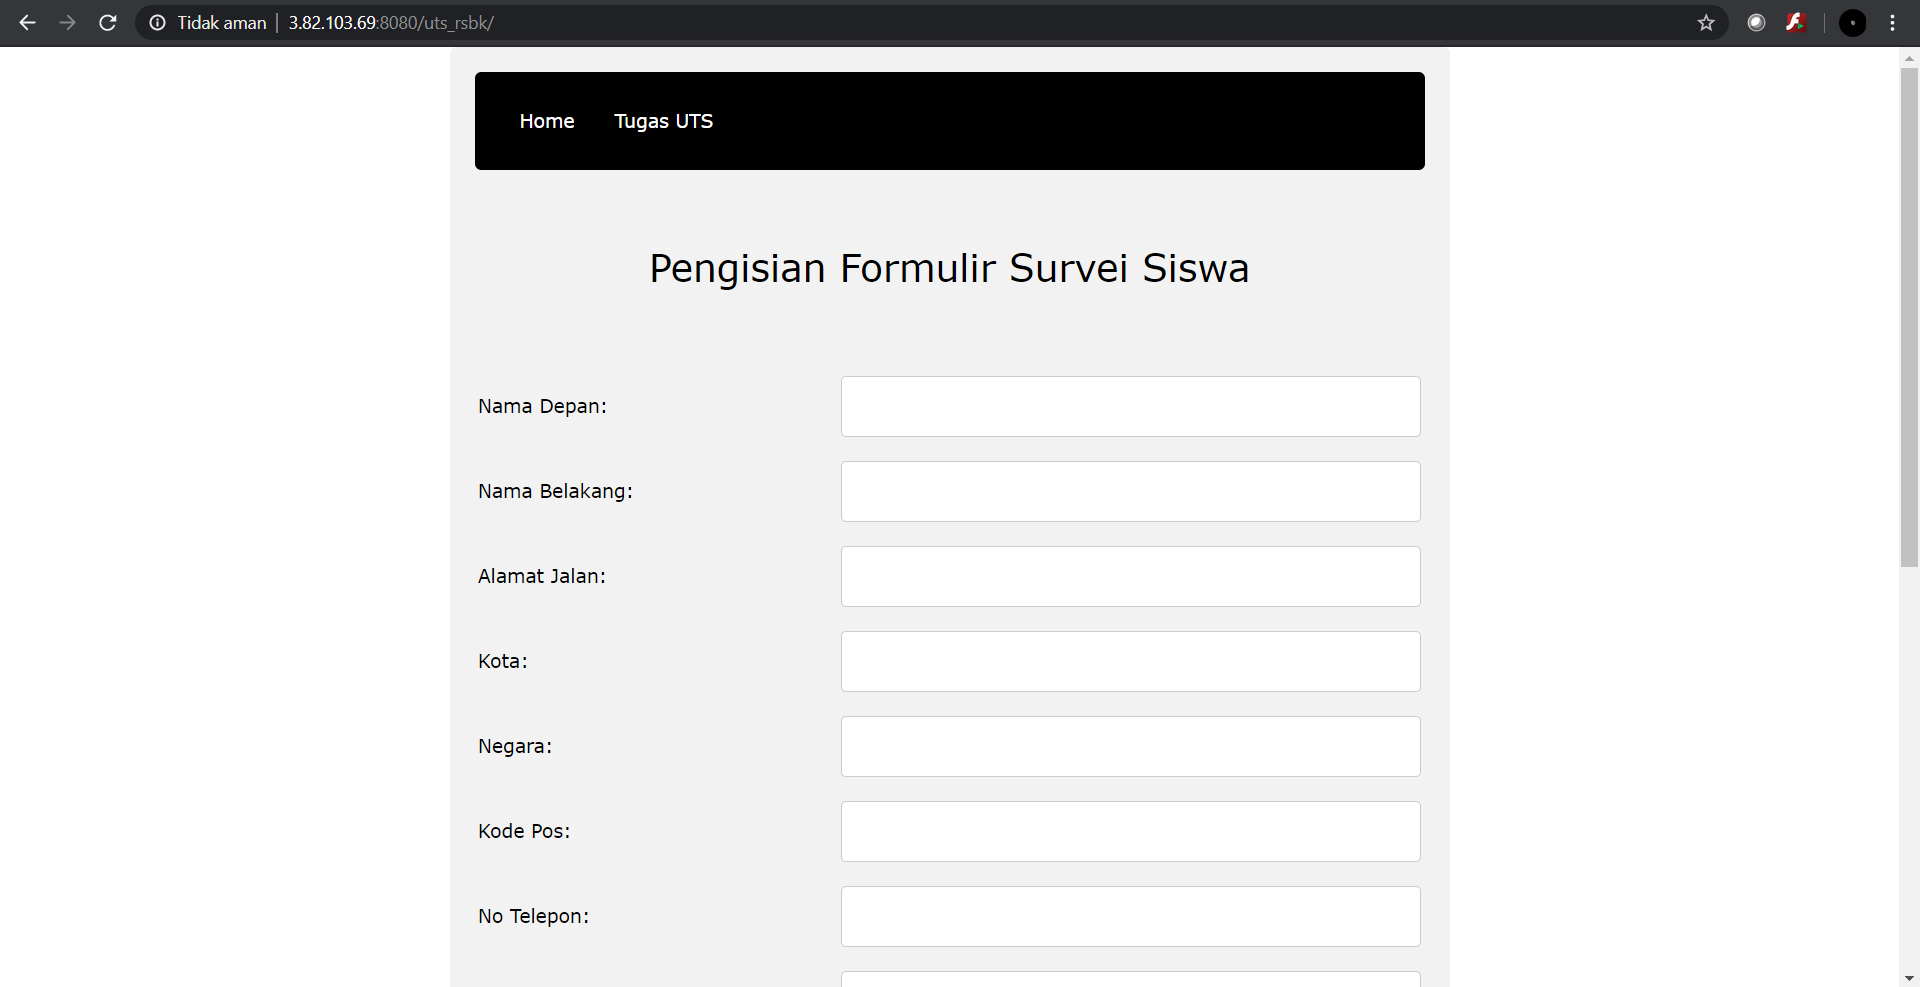 Tidak aman | 3.82.103.69:8080/uts_rsbk/
Home Tugas UTS
Pengisian Formulir Survei Siswa
Nama Depan:
Nama Belakang:
Alamat Jalan:
Kota:
Negara:
Kode Pos:
No Telepon: